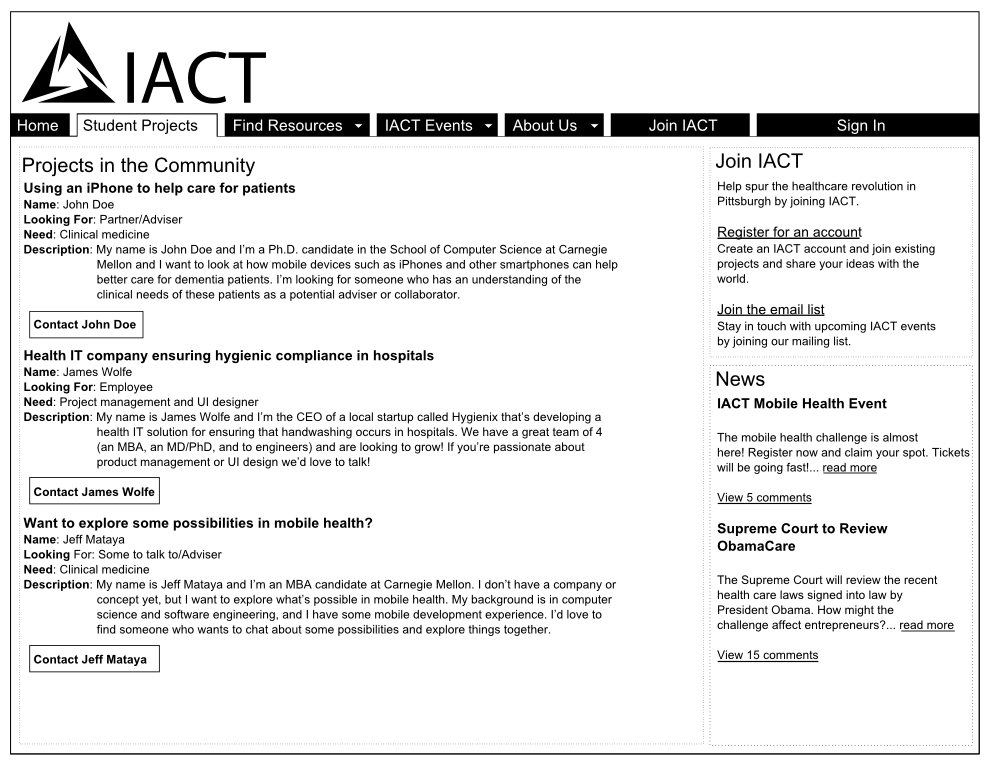 IACT
Home Student Projects Find Resources IACT Events About Us Join IACT Sign In
Projects in the Community
Using an iPhone to help care for patients
Name: John Doe
Looking For: Partner/Adviser
Need: Clinical medicine
Description: My name is John Doe and I'm a Ph.D. candidate in the School of Computer Science at Carnegie
Mellon and I want to look at how mobile devices such as iPhones and other smartphones can help
better care for dementia patients. I'm looking for someone who has an understanding of the
clinical needs of these patients as a potential adviser or collaborator.
Contact John Doe
Health IT company ensuring hygienic compliance in hospitals
Name: James Wolfe
Looking For: Employee
Need: Project management and UI designer
Description: My name is James Wolfe and I'm the CEO of a local startup called Hygienix that's developing a
health IT solution for ensuring that handwashing occurs in hospitals. We have a great team of 4
(an MBA, an MD/PhD, and to engineers) and are looking to grow! If you're passionate about
product management or UI design we'd love to talk!
Contact James Wolfe
Want to explore some possibilities in mobile health?
Name: Jeff Mataya
Looking For: Some to talk to/Adviser
Need: Clinical medicine
Description: My name is Jeff Mataya and I'm an MBA candidate at Carnegie Mellon. I don't have a company or
concept yet, but I want to explore what's possible in mobile health. My background is in computer
science and software engineering, and I have some mobile development experience. I'd love to
find someone who wants to chat about some possibilities and explore things together.
Contact Jeff Mataya
Join IACT
Help spur the healthcare revolution in
Pittsburgh by joining IACT.
Register for an account
Create an IACT account and join existing
projects and share your ideas with the
world.
Join the email list
Stay in touch with upcoming IACT events
by joining our mailing list.
News
IACT Mobile Health Event
The mobile health challenge is almost
here! Register now and claim your spot. Tickets
will be going fast!... read more
View 5 comments
Supreme Court to Review
ObamaCare
The Supreme Court will review the recent
health care laws signed into law by
President Obama. How might the
challenge affect entrepreneurs?... read more
View 15 comments